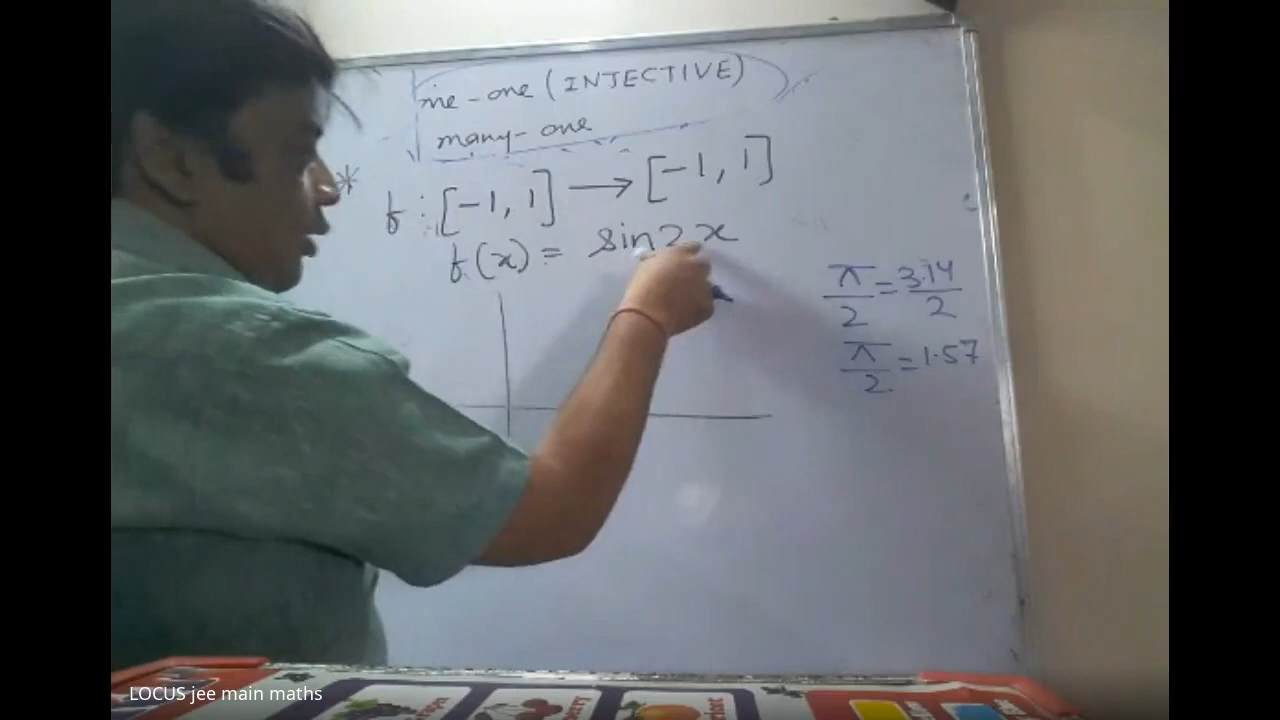 one-one (INJECTIVE)
many-one
* f: [-1, 1] → [-1, 1]
f(x) = sin2x
π/2 = 3.14/2
π/2 = 1.57
LOCUS jee main maths